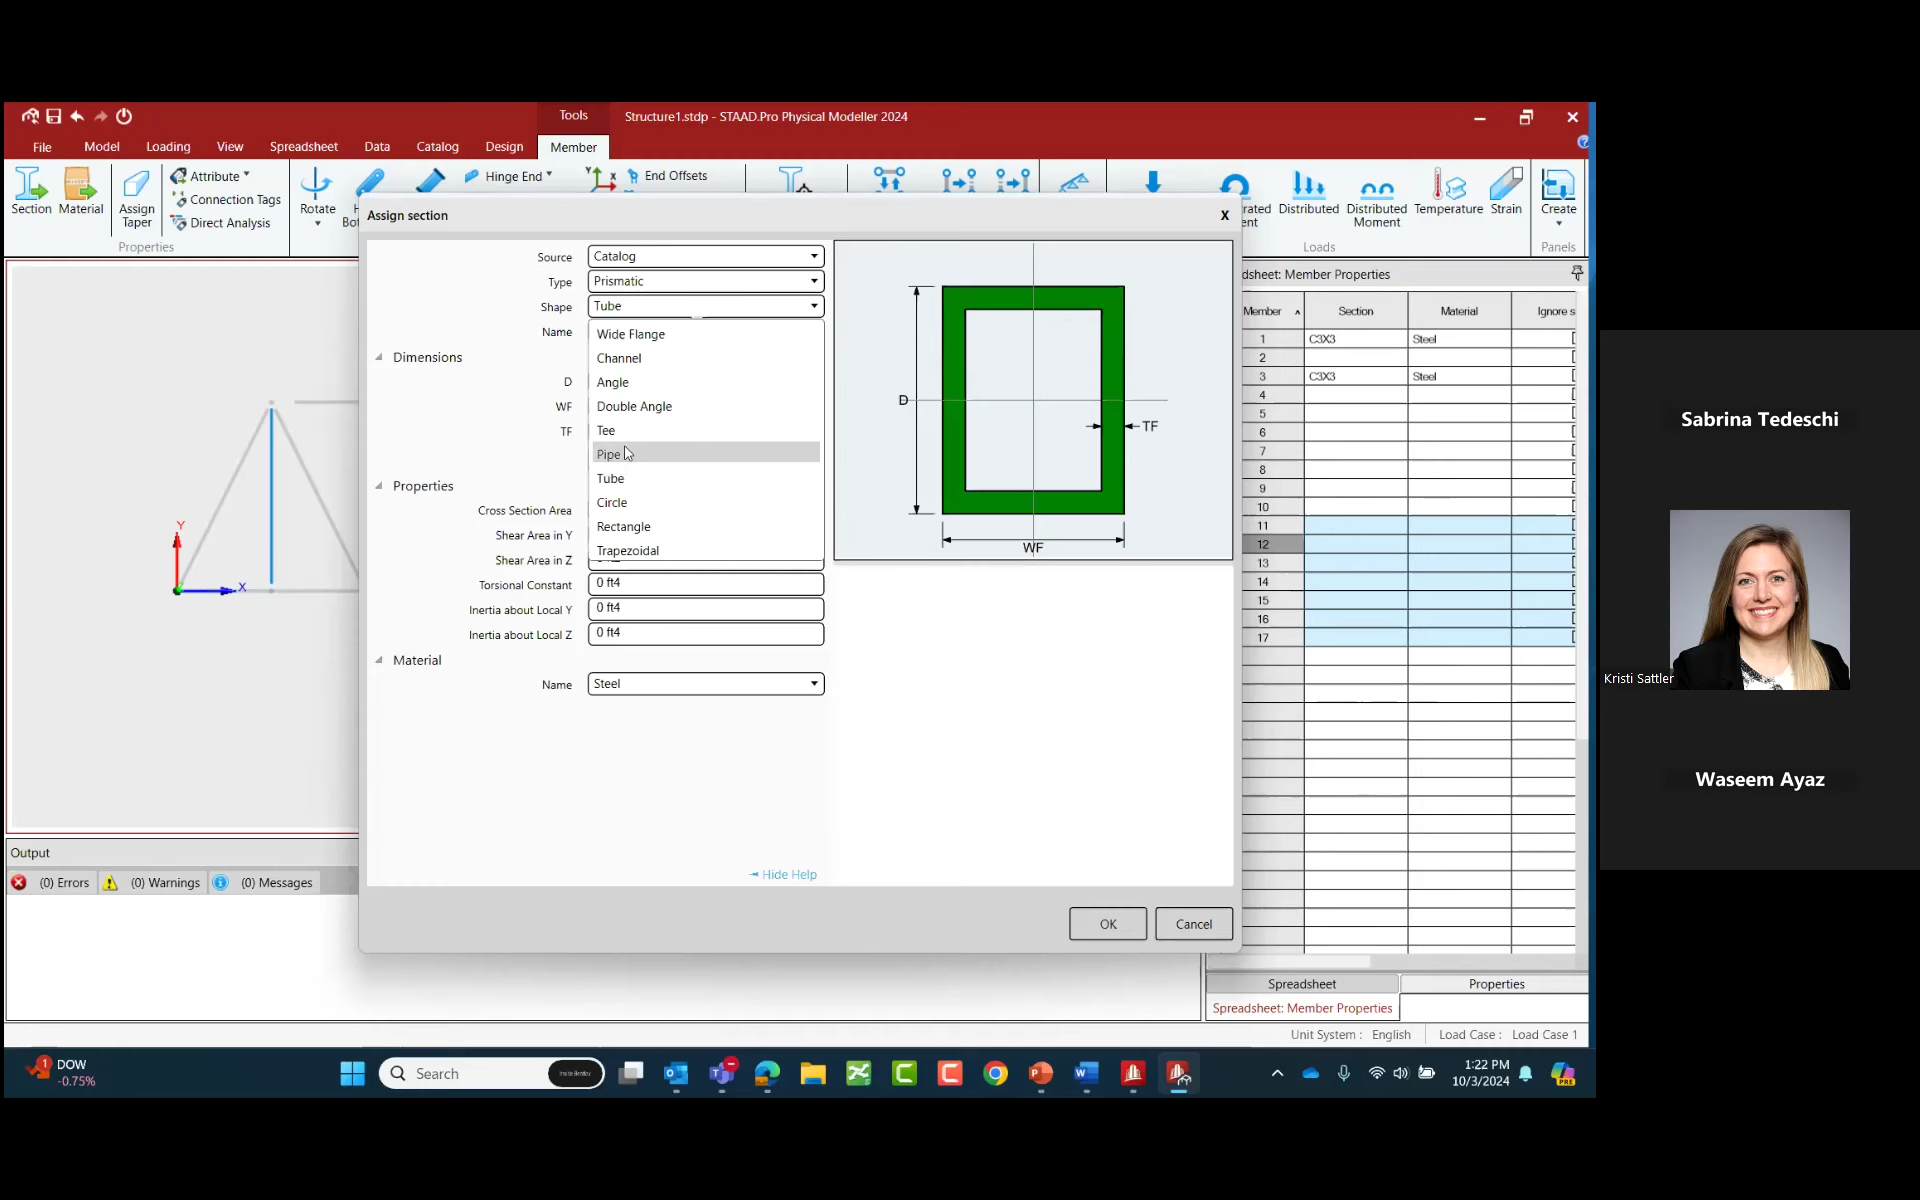 Tools
Structure1.stdp - STAAD.Pro Physical Modeller 2024
File
Model
Loading
View
Spreadsheet
Data
Catalog
Design
Member
Section
Material
Assign
Taper
Attribute
Connection Tags
Direct Analysis
Properties
Rotate
Hinge End
Y
x
End Offsets
Distributed
Distributed
Moment
Temperature
Strain
Loads
Create
Panels
Assign section
X
Source
Catalog
Type
Prismatic
Shape
Tube
Name
Wide Flange
Channel
Angle
Double Angle
Tee
Pipe
Tube
Circle
Rectangle
Trapezoidal
Dimensions
D
WF
TF
Properties
Cross Section Area
Shear Area in Y
Shear Area in Z
Torsional Constant
0 ft4
Inertia about Local Y
0 ft4
Inertia about Local Z
0 ft4
Material
Name
Steel
Hide Help
OK
Cancel
D
TF
WF
Y
X
dsheet: Member Properties
Member
Section
Material
Ignore s
1
C3X3
Steel
2
3
C3X3
Steel
4
5
6
7
8
9
10
11
12
13
14
15
16
17
Output
(0) Errors
(0) Warnings
(0) Messages
Spreadsheet
Properties
Spreadsheet: Member Properties
Unit System : English
Load Case : Load Case 1
1
DOW
-0.75%
Search
1:22 PM
10/3/2024
PRE
Sabrina Tedeschi
Kristi Sattler
Waseem Ayaz